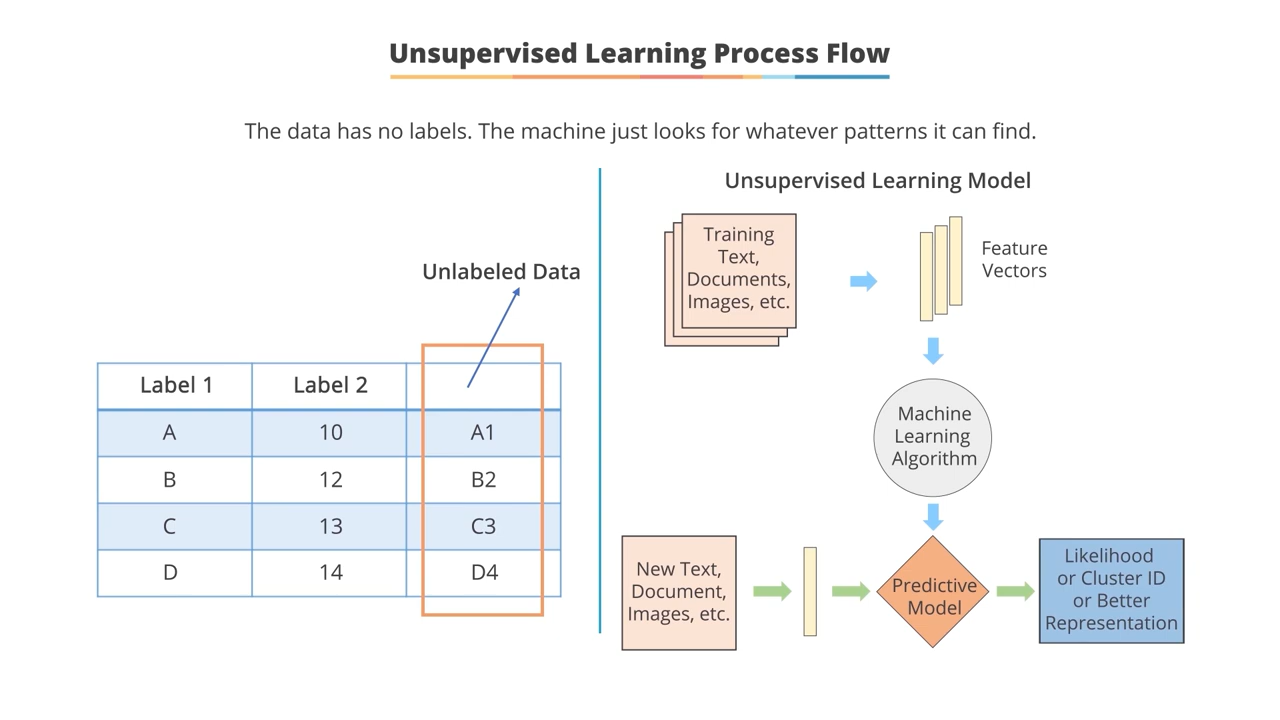 Unsupervised Learning Process Flow
The data has no labels. The machine just looks for whatever patterns it can find.
Unlabeled Data
Label 1 Label 2
A 10 A1
B 12 B2
C 13 C3
D 14 D4
Unsupervised Learning Model
Training
Text,
Documents,
Images, etc.
Feature
Vectors
Machine
Learning
Algorithm
New Text,
Document,
Images, etc.
Predictive
Model
Likelihood
or Cluster ID
or Better
Representation